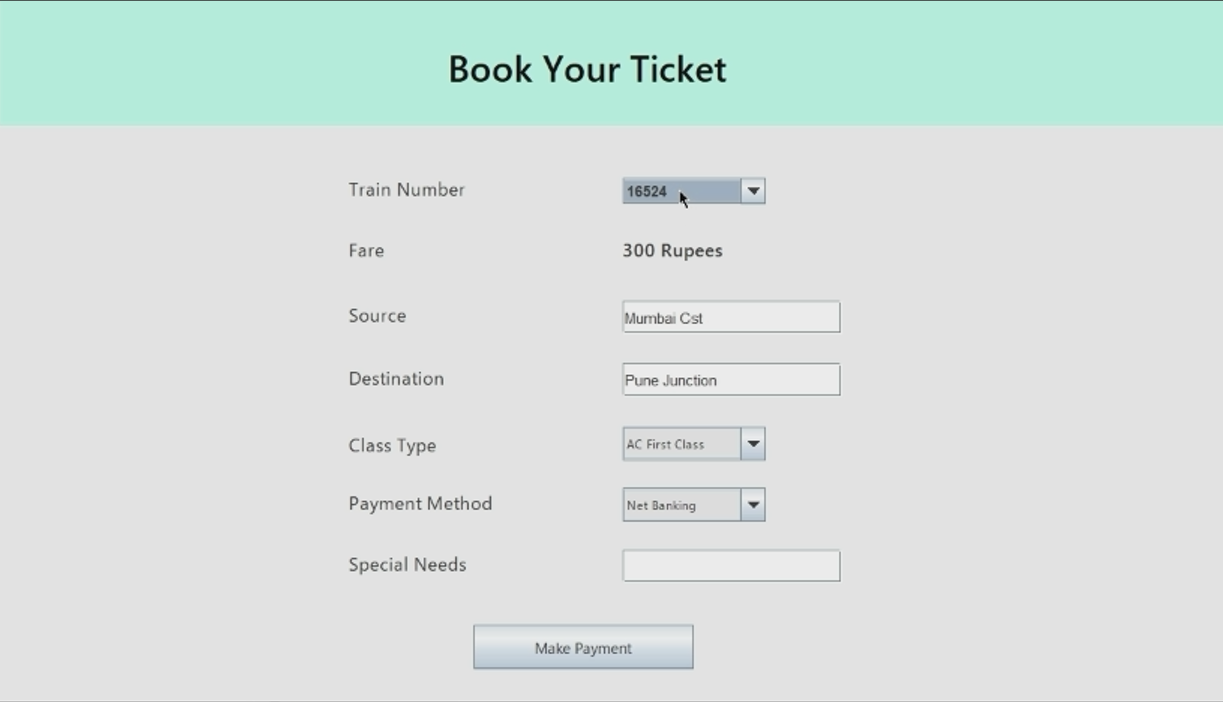 Book Your Ticket
Train Number 16524
Fare 300 Rupees
Source Mumbai Cst
Destination Pune Junction
Class Type AC First Class
Payment Method Net Banking
Special Needs
Make Payment